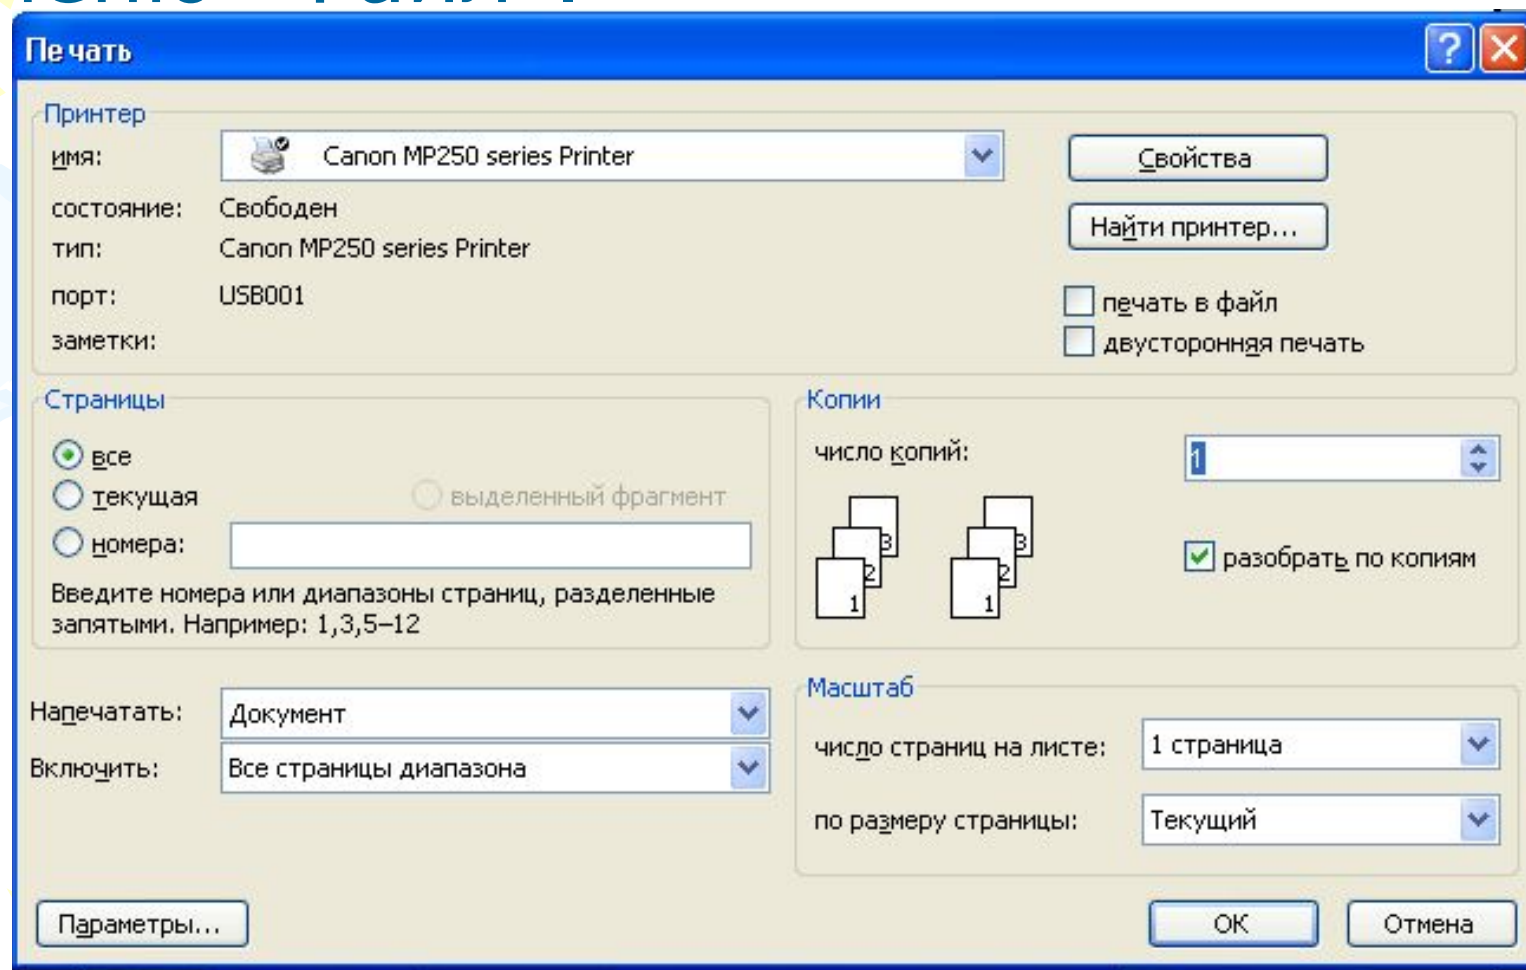 Печать
Принтер
имя: Canon MP250 series Printer Свойства
состояние: Свободен
Найти принтер...
тип: Canon MP250 series Printer
порт: USB001
печать в файл
заметки:
двусторонняя печать
Страницы
все
текущая выделенный фрагмент
номера:
Введите номера или диапазоны страниц, разделенные
запятыми. Например: 1,3,5–12
Копии
число копий: 1
3 3
2 2
1 1
разобрать по копиям
Напечатать: Документ
Включить: Все страницы диапазона
Масштаб
число страниц на листе: 1 страница
по размеру страницы: Текущий
Параметры... ОК Отмена